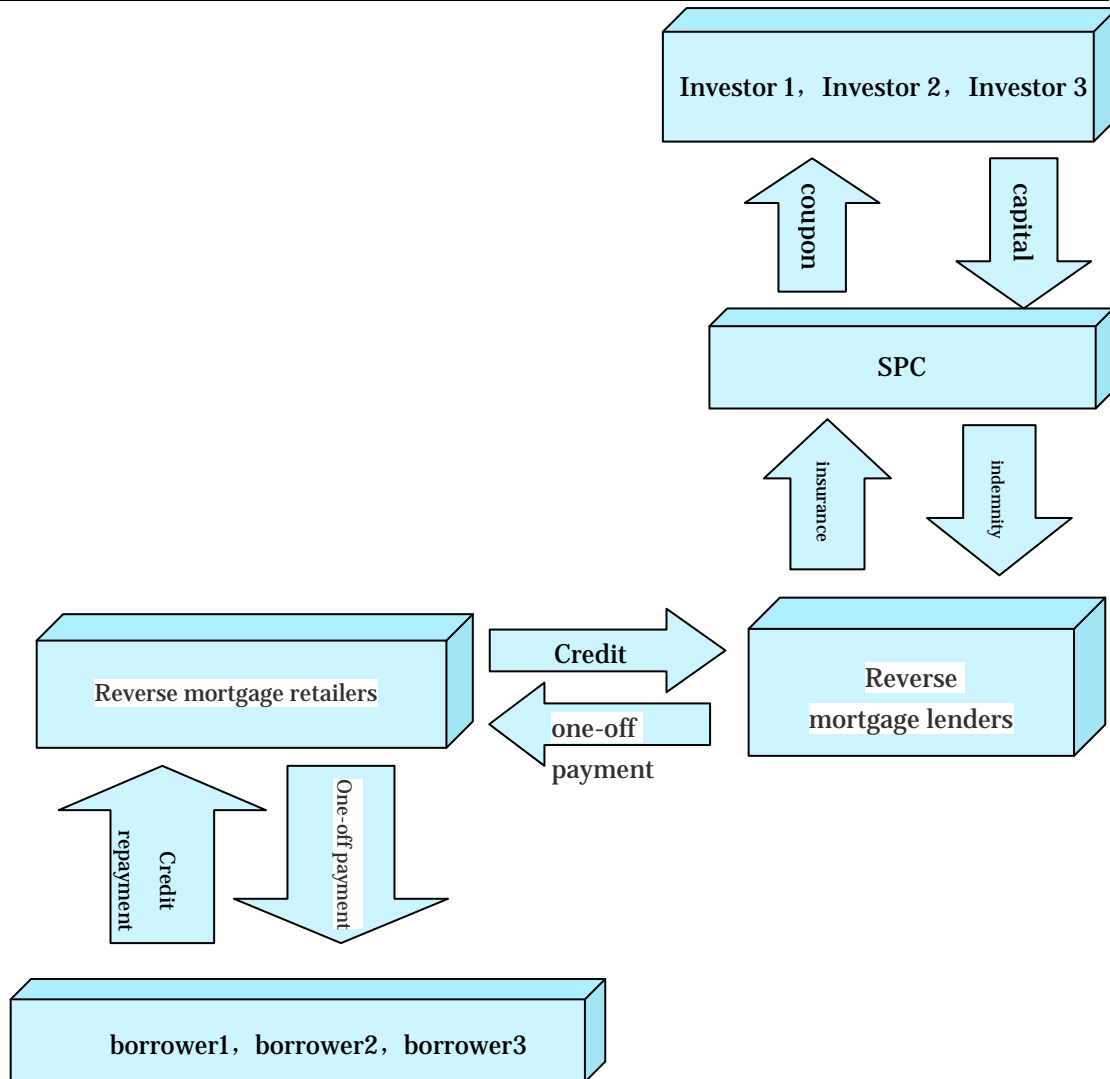 Investor 1，Investor 2，Investor 3
coupon
capital
SPC
insurance
indemnity
Reverse mortgage retailers
Credit
one-off
payment
Reverse
mortgage lenders
Credit
repayment
One-off payment
borrower1，borrower2，borrower3